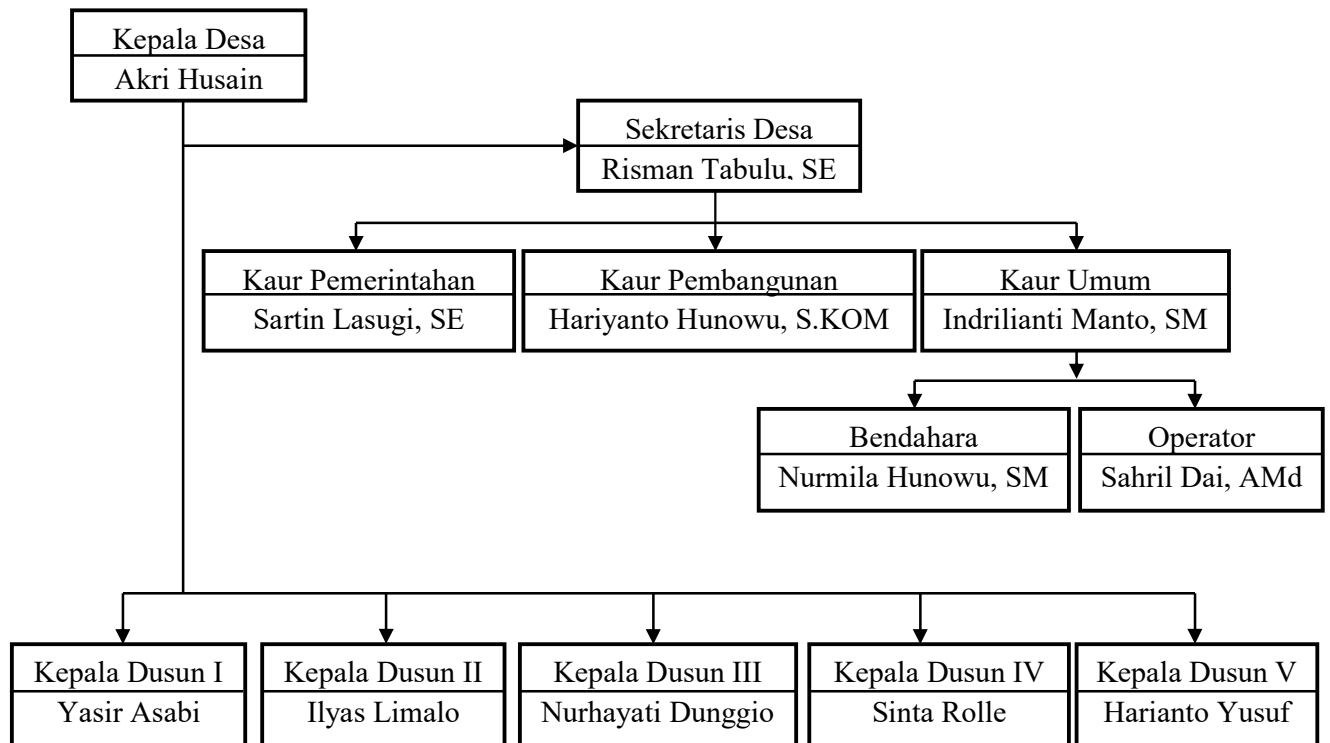 Kepala Desa
Akri Husain
Sekretaris Desa
Risman Tabulu, SE
Kaur Pemerintahan
Sartin Lasugi, SE
Kaur Pembangunan
Hariyanto Hunowu, S.KOM
Kaur Umum
Indrilianti Manto, SM
Bendahara
Nurmila Hunowu, SM
Operator
Sahril Dai, AMd
Kepala Dusun I
Yasir Asabi
Kepala Dusun II
Ilyas Limalo
Kepala Dusun III
Nurhayati Dunggio
Kepala Dusun IV
Sinta Rolle
Kepala Dusun V
Harianto Yusuf